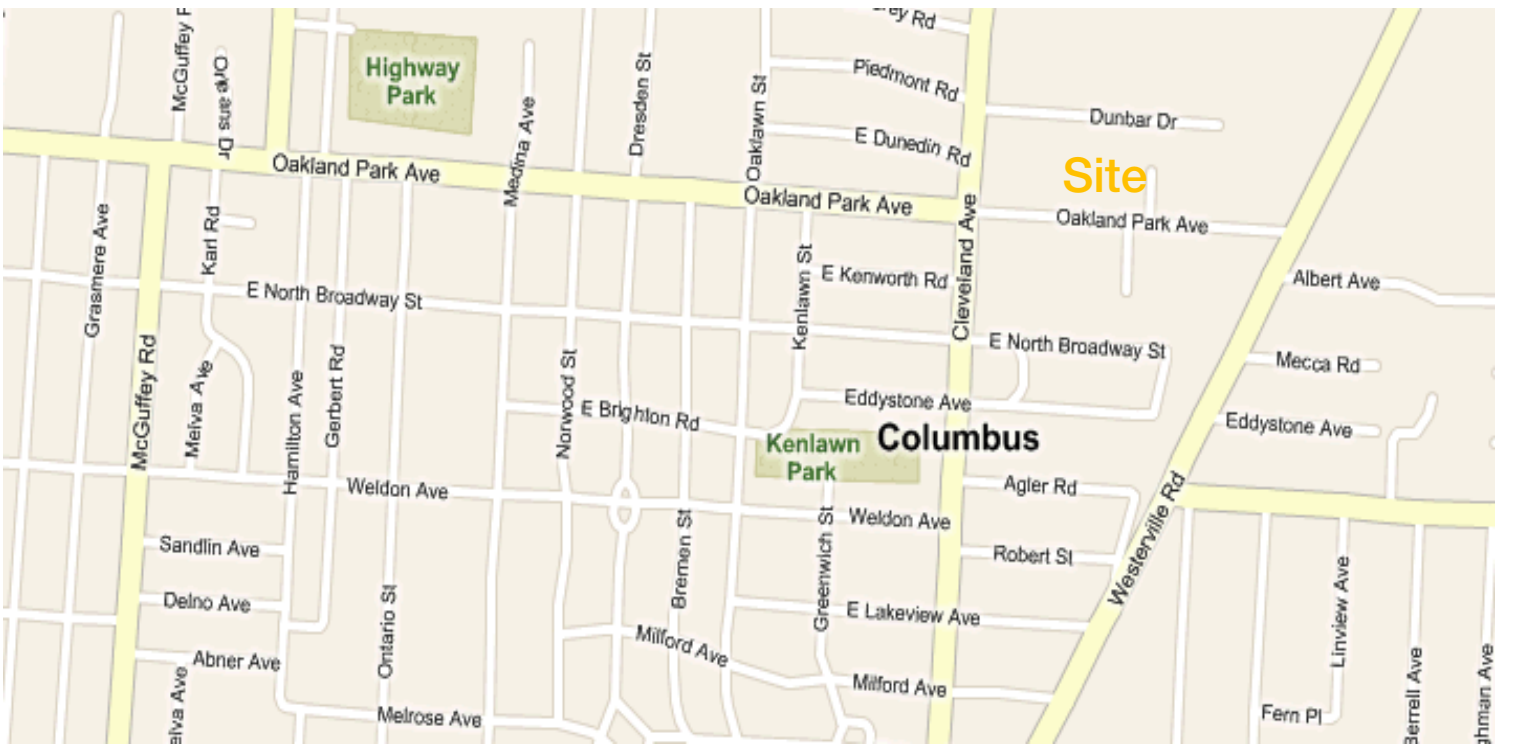 McGuffey
Orleans Dr
Highway
Park
Medina Ave
Dresden St
Oaklawn St
Rd
Piedmont Rd
E Dunedin Rd
Dunbar Dr
Site
Oakland Park Ave
Oakland Park Ave
Oakland Park Ave
Grasmere Ave
Karl Rd
E North Broadway St
Kenlawn St
E Kenworth Rd
Cleveland Ave
Albert Ave
E North Broadway St
Mecca Rd
McGuffey Rd
Melva Ave
Hamilton Ave
Gerbert Rd
Norwood St
E Brighton Rd
Eddystone Ave
Kenlawn
Park
Columbus
Eddystone Ave
Weldon Ave
Agler Rd
Westerville Rd
Weldon Ave
Sandlin Ave
Bremen St
Greenwich St
Robert St
Delno Ave
Ontario St
E Lakeview Ave
Linview Ave
Milford Ave
Abner Ave
Milford Ave
Melrose Ave
Fern Pl
Berrell Ave
Ave
Ave